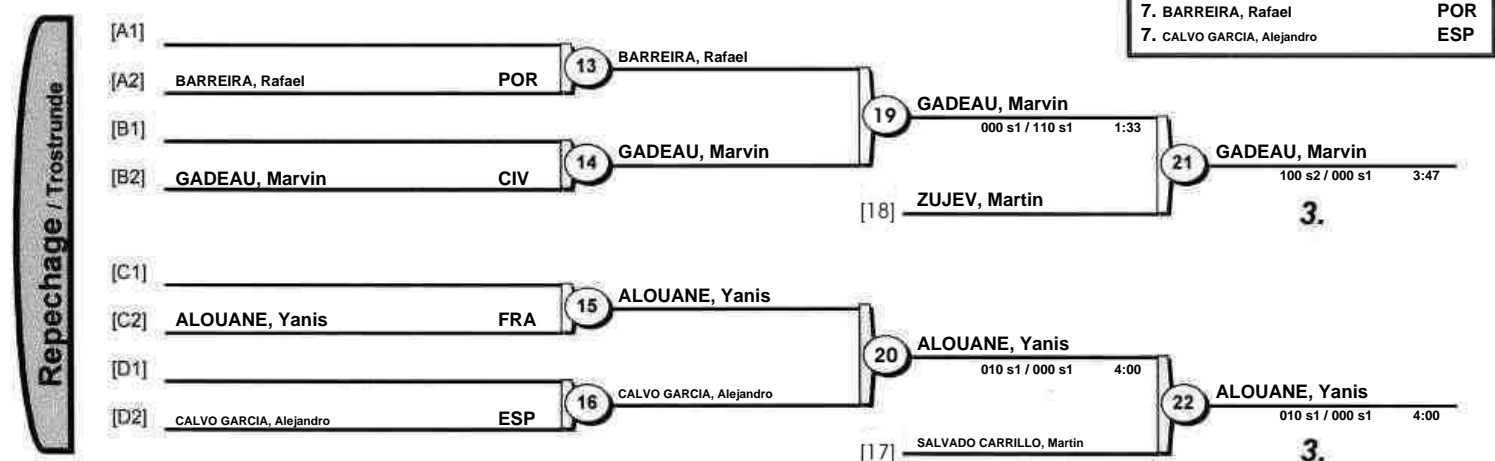 7. BARREIRA, Rafael POR
7. CALVO GARCIA, Alejandro ESP
Repechage / Trostrunde
[A1]
[A2] BARREIRA, Rafael POR
13 BARREIRA, Rafael
[B1]
[B2] GADEAU, Marvin CIV
14 GADEAU, Marvin
19 GADEAU, Marvin
000 s1 / 110 s1 1:33
[18] ZUJEV, Martin
21 GADEAU, Marvin
100 s2 / 000 s1 3:47
3.
[C1]
[C2] ALOUANE, Yanis FRA
15 ALOUANE, Yanis
[D1]
[D2] CALVO GARCIA, Alejandro ESP
16 CALVO GARCIA, Alejandro
20 ALOUANE, Yanis
010 s1 / 000 s1 4:00
[17] SALVADO CARRILLO, Martin
22 ALOUANE, Yanis
010 s1 / 000 s1 4:00
3.